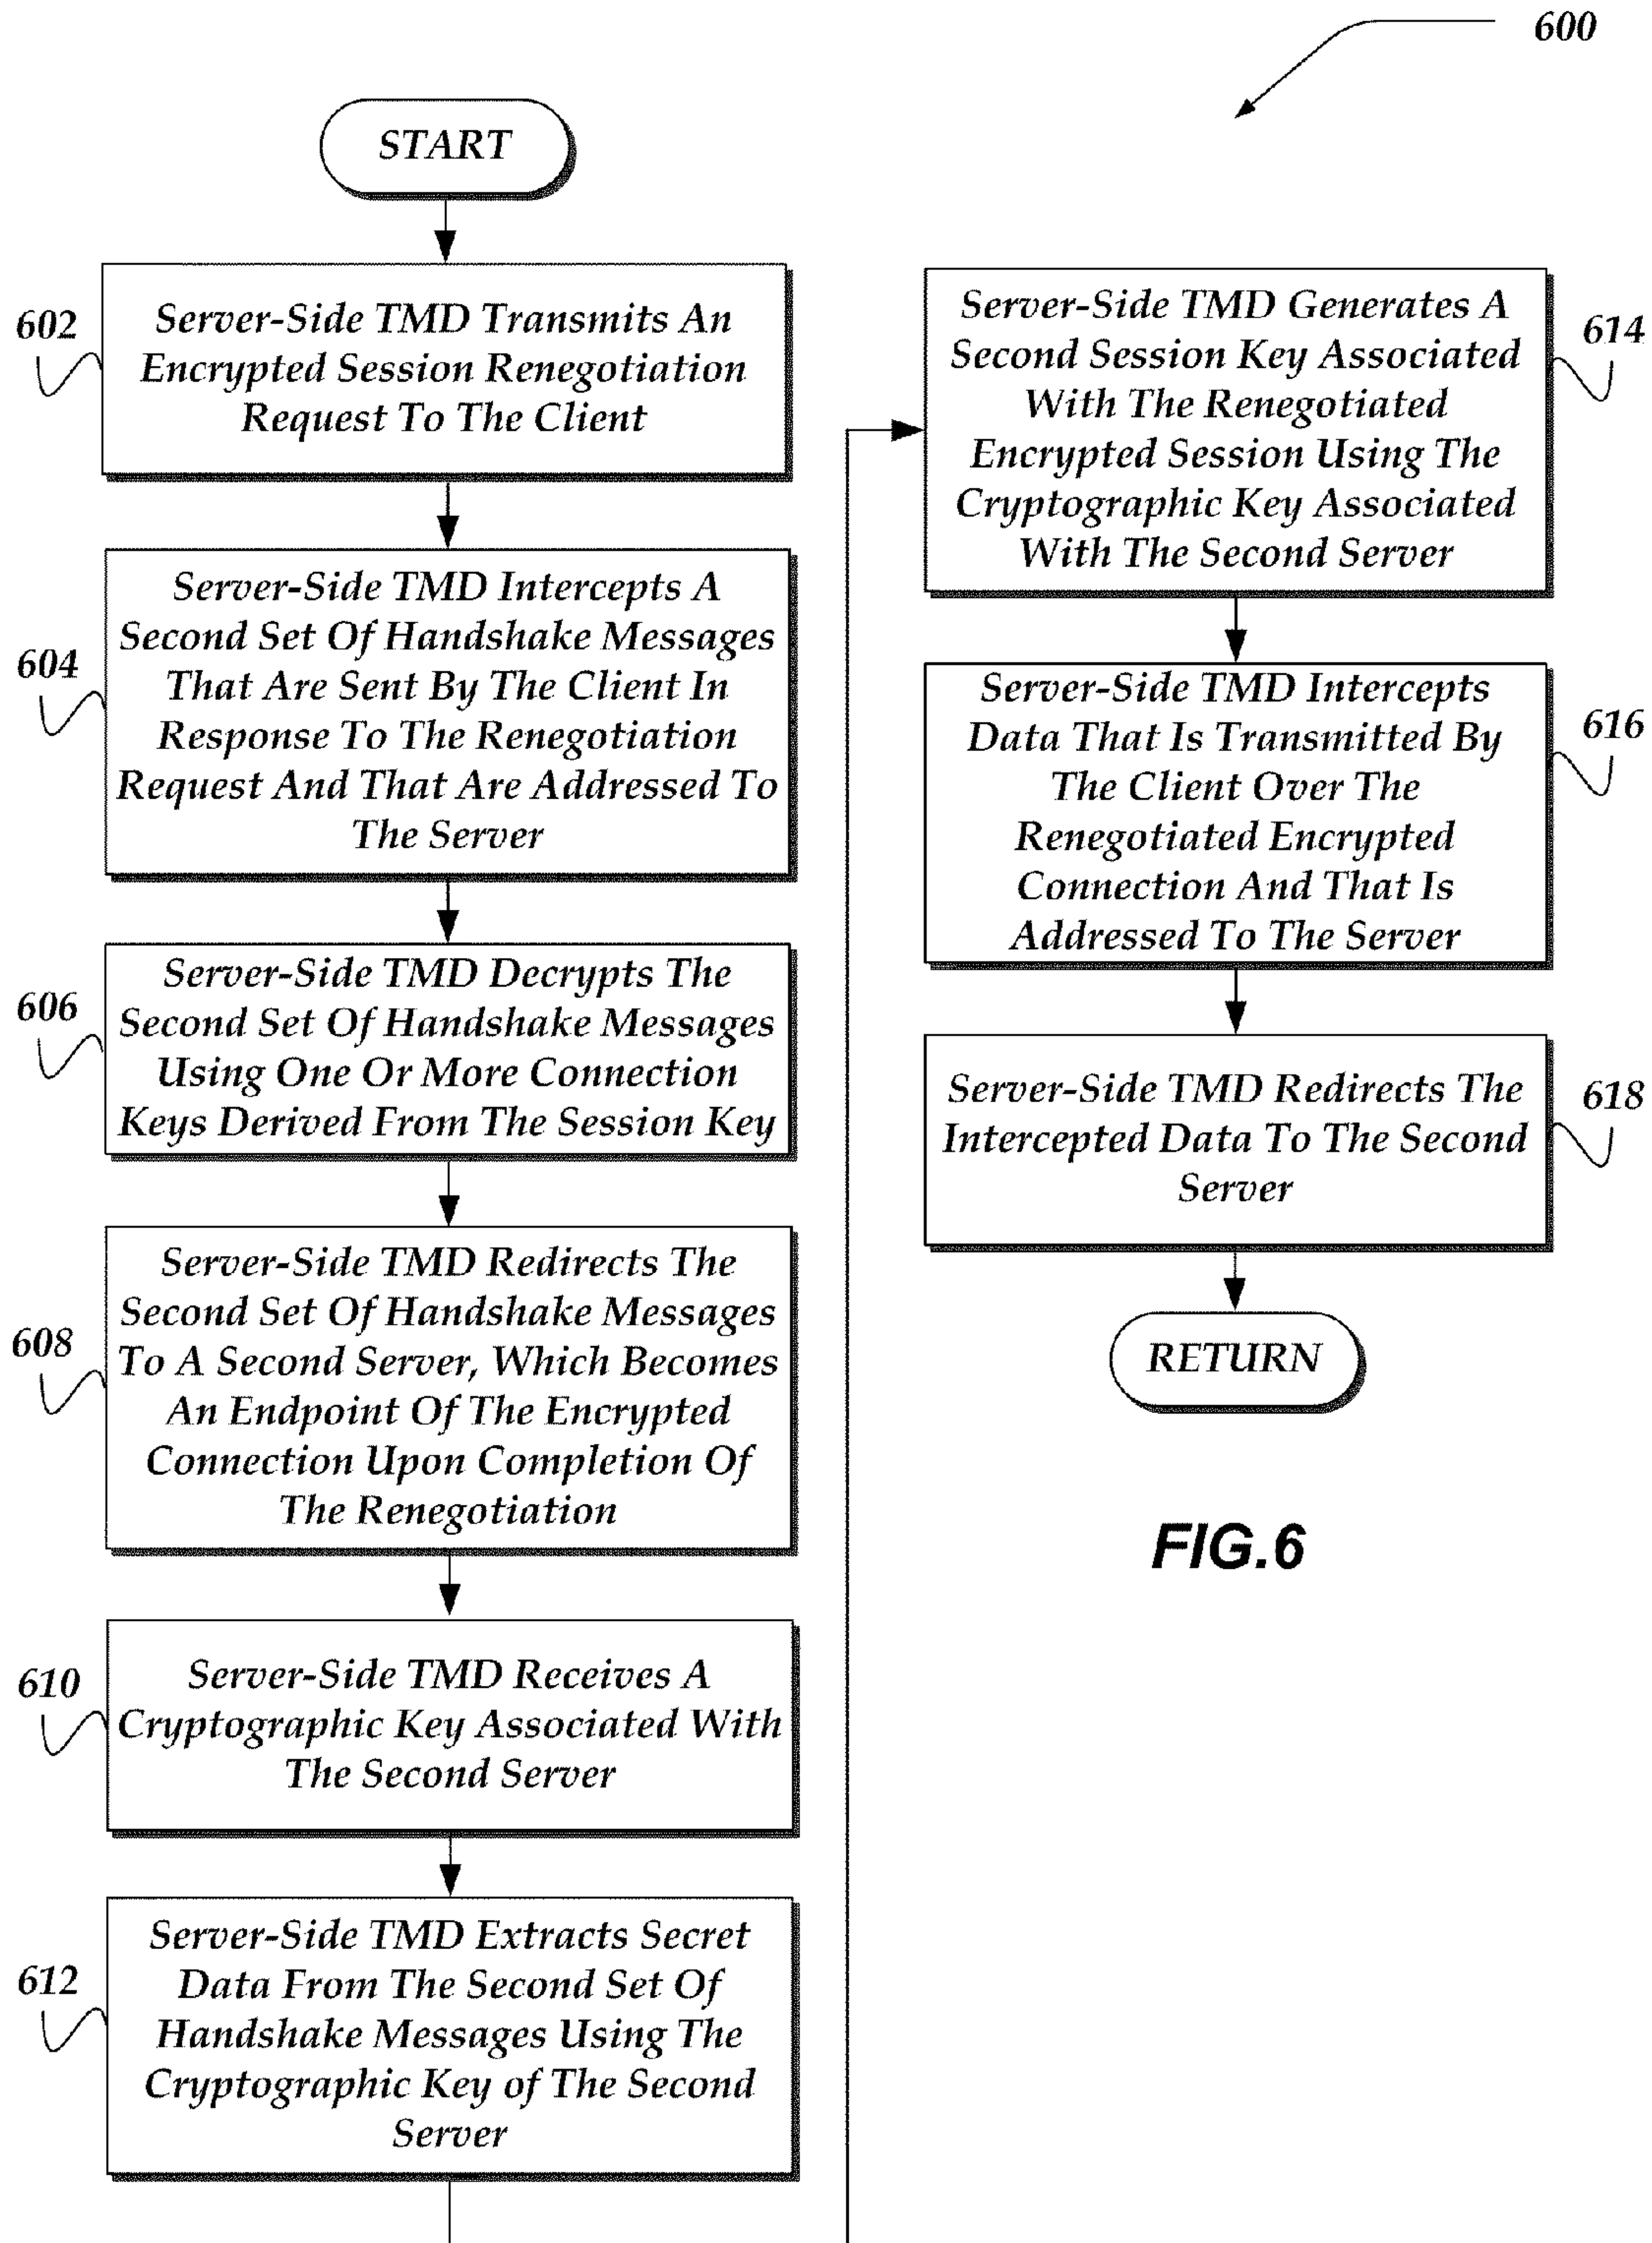 600
START
602
Server-Side TMD Transmits An
Encrypted Session Renegotiation
Request To The Client
604
Server-Side TMD Intercepts A
Second Set Of Handshake Messages
That Are Sent By The Client In
Response To The Renegotiation
Request And That Are Addressed To
The Server
606
Server-Side TMD Decrypts The
Second Set Of Handshake Messages
Using One Or More Connection
Keys Derived From The Session Key
608
Server-Side TMD Redirects The
Second Set Of Handshake Messages
To A Second Server, Which Becomes
An Endpoint Of The Encrypted
Connection Upon Completion Of
The Renegotiation
610
Server-Side TMD Receives A
Cryptographic Key Associated With
The Second Server
612
Server-Side TMD Extracts Secret
Data From The Second Set Of
Handshake Messages Using The
Cryptographic Key of The Second
Server
614
Server-Side TMD Generates A
Second Session Key Associated
With The Renegotiated
Encrypted Session Using The
Cryptographic Key Associated
With The Second Server
616
Server-Side TMD Intercepts
Data That Is Transmitted By
The Client Over The
Renegotiated Encrypted
Connection And That Is
Addressed To The Server
618
Server-Side TMD Redirects The
Intercepted Data To The Second
Server
RETURN
FIG.6